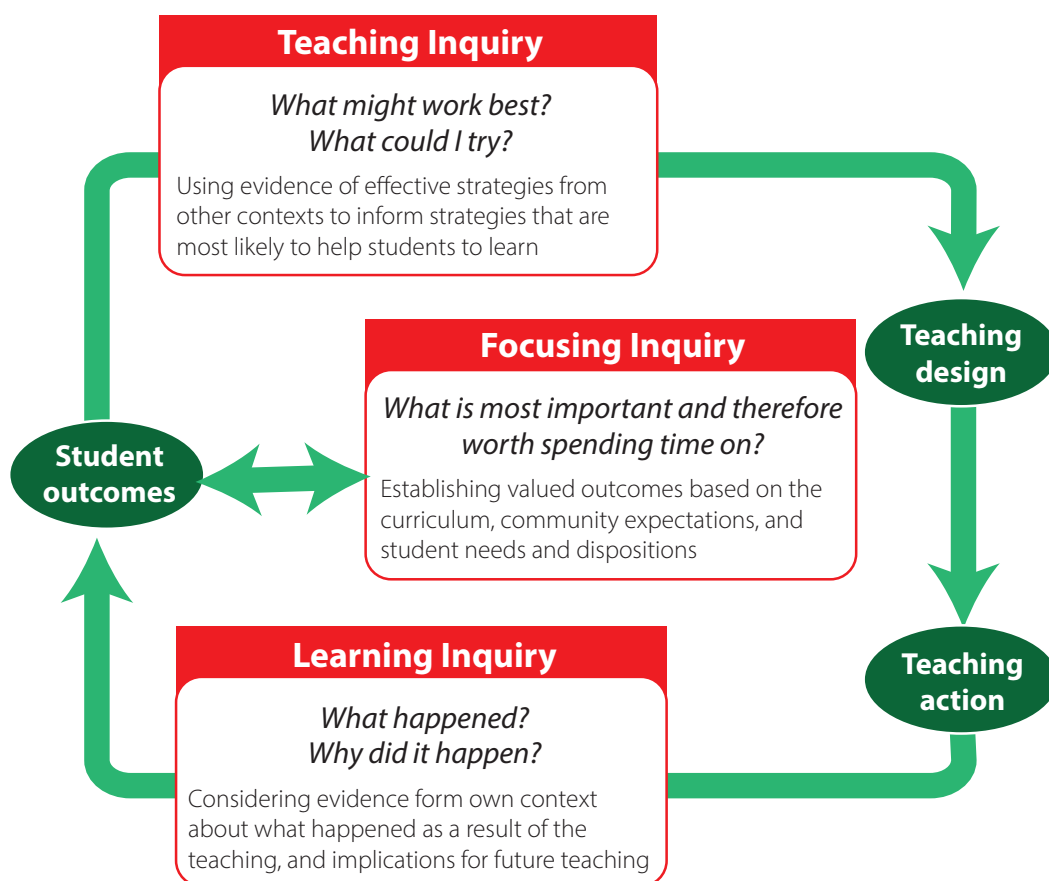 Teaching Inquiry
What might work best?
What could I try?
Using evidence of effective strategies from
other contexts to inform strategies that are
most likely to help students to learn
Teaching
design
Focusing Inquiry
What is most important and therefore
worth spending time on?
Establishing valued outcomes based on the
curriculum, community expectations, and
student needs and dispositions
Student
outcomes
Learning Inquiry
What happened?
Why did it happen?
Considering evidence form own context
about what happened as a result of the
teaching, and implications for future teaching
Teaching
action